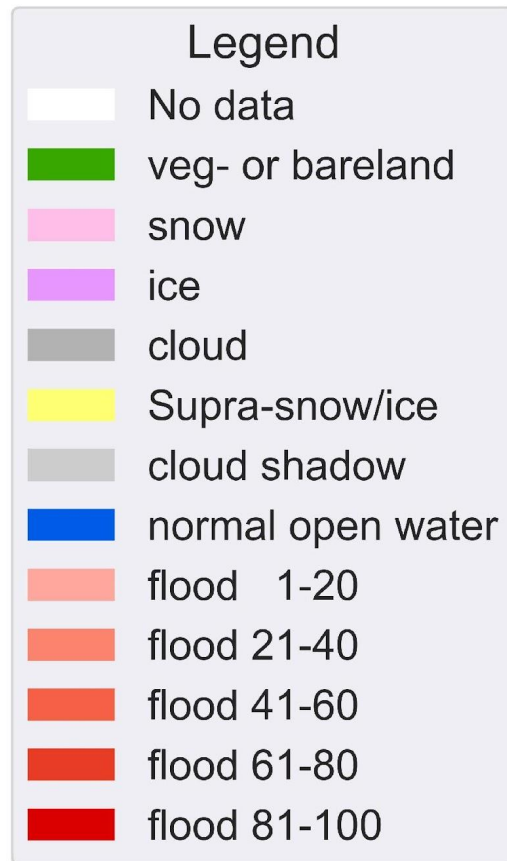 Legend
No data
veg- or bareland
snow
ice
cloud
Supra-snow/ice
cloud shadow
normal open water
flood 1-20
flood 21-40
flood 41-60
flood 61-80
flood 81-100